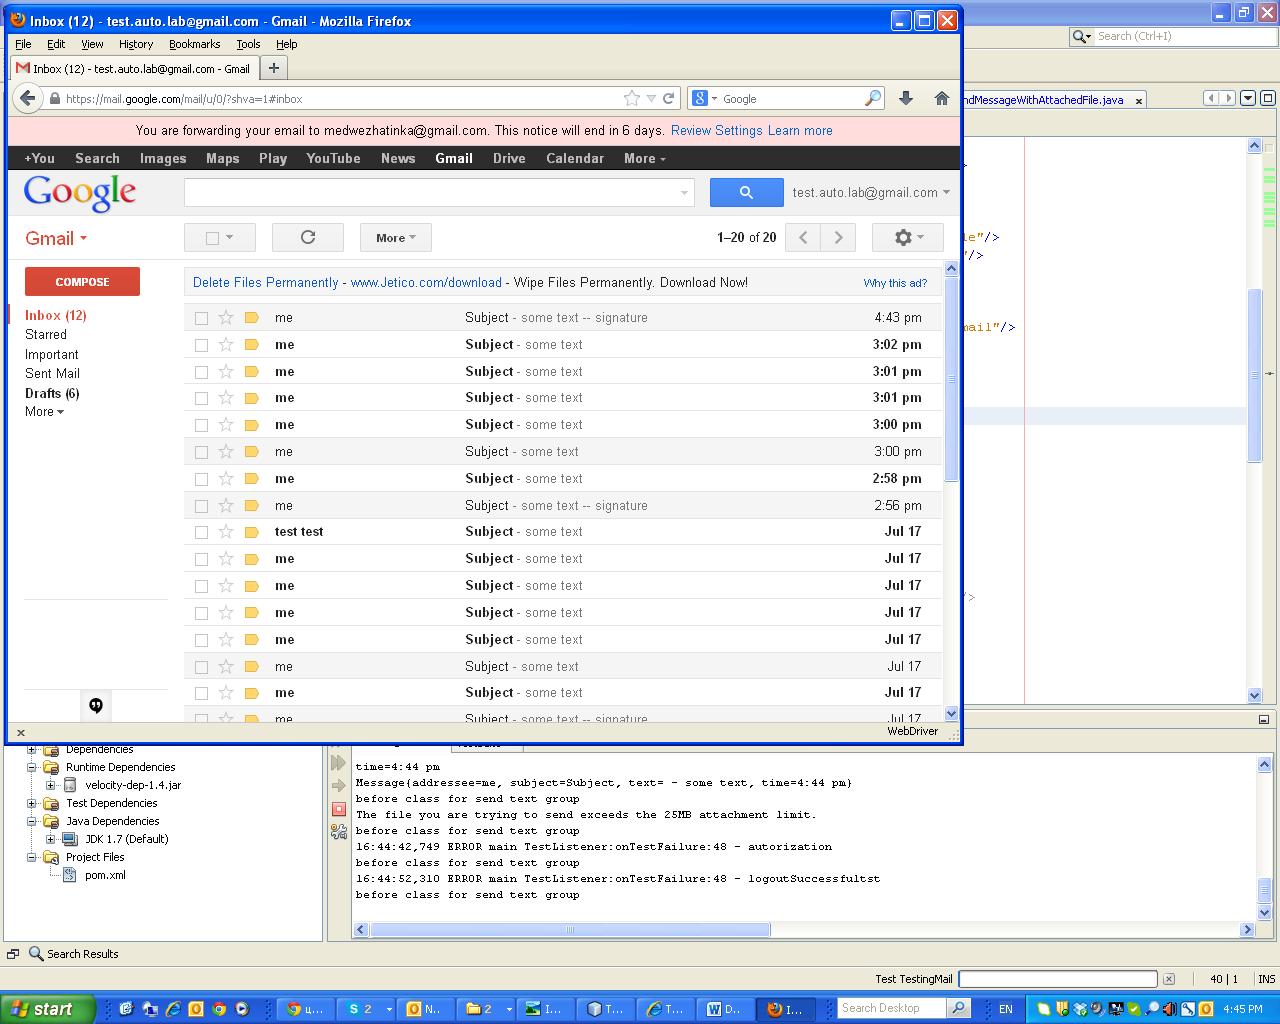 Inbox (12) - test.auto.lab@gmail.com - Gmail - Mozilla Firefox
File Edit View History Bookmarks Tools Help
Search (Ctrl+I)
Inbox (12) - test.auto.lab@gmail.com - Gmail
https://mail.google.com/mail/u/0/?shva=1#inbox
Google
ndMessageWithAttachedFile.java
You are forwarding your email to medwezhatinka@gmail.com. This notice will end in 6 days. Review Settings Learn more
+You Search Images Maps Play YouTube News Gmail Drive Calendar More
Google
test.auto.lab@gmail.com
Gmail
More
1–20 of 20
le"/>
"/>
COMPOSE
Delete Files Permanently - www.Jetico.com/download - Wipe Files Permanently. Download Now! Why this ad?
Inbox (12)
Starred
Important
Sent Mail
Drafts (6)
More
me Subject - some text -- signature 4:43 pm
mail"/>
me Subject - some text 3:02 pm
me Subject - some text 3:01 pm
me Subject - some text 3:01 pm
me Subject - some text 3:00 pm
me Subject - some text 3:00 pm
me Subject - some text 2:58 pm
me Subject - some text -- signature 2:56 pm
test test Subject - some text Jul 17
me Subject - some text Jul 17
me Subject - some text Jul 17
/>
me Subject - some text Jul 17
me Subject - some text Jul 17
me Subject - some text Jul 17
me Subject - some text Jul 17
me Subject - some text -- signature Jul 17
WebDriver
Dependencies
Runtime Dependencies
velocity-dep-1.4.jar
Test Dependencies
Java Dependencies
JDK 1.7 (Default)
Project Files
pom.xml
time=4:44 pm
Message{addressee=me, subject=Subject, text= - some text, time=4:44 pm}
before class for send text group
The file you are trying to send exceeds the 25MB attachment limit.
before class for send text group
16:44:42,749 ERROR main TestListener:onTestFailure:48 - autorization
before class for send text group
16:44:52,310 ERROR main TestListener:onTestFailure:48 - logoutSuccessfultst
before class for send text group
Search Results
Test TestingMail
40 | 1 INS
start
ц...
2
N..
2
I...
T...
T...
D..
I...
Search Desktop
EN
4:45 PM